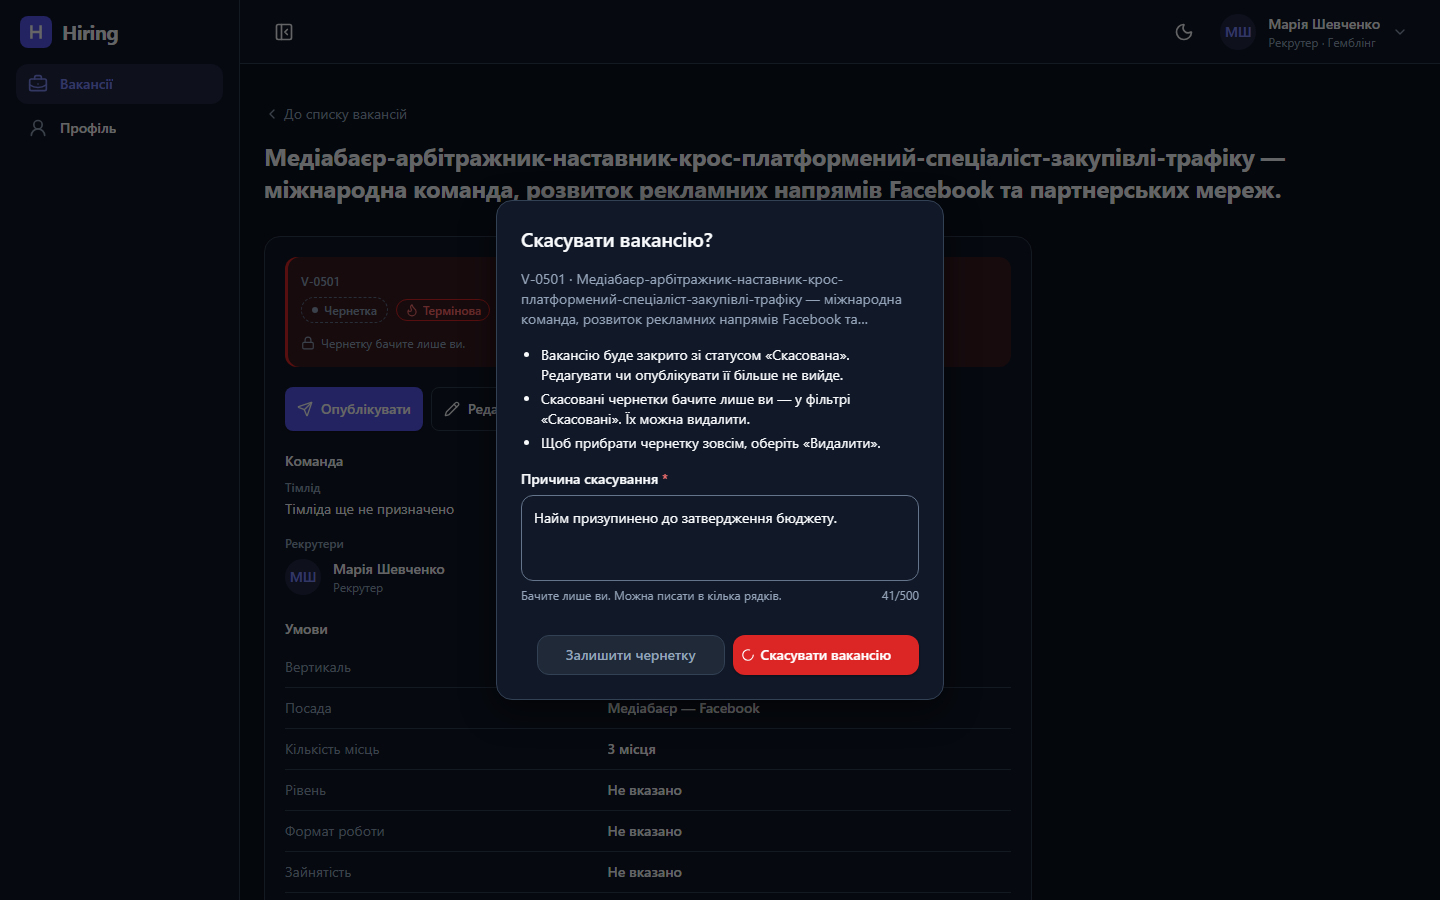 H Hiring
Вакансії
Профіль
МШ
Марія Шевченко
Рекрутер · Гемблінг
До списку вакансій
Медіабаєр-арбітражник-наставник-крос-платформений-спеціаліст-закупівлі-трафіку —
міжнародна команда, розвиток рекламних напрямів Facebook та партнерських мереж.
V-0501
Чернетка
Термінова
Чернетку бачите лише ви.
Опублікувати
Реда
Команда
Тімлід
Тімліда ще не призначено
Рекрутери
МШ
Марія Шевченко
Рекрутер
Умови
Вертикаль
Посада
Медіабаєр — Facebook
Кількість місць
3 місця
Рівень
Не вказано
Формат роботи
Не вказано
Зайнятість
Не вказано
Скасувати вакансію?
V-0501 · Медіабаєр-арбітражник-наставник-крос-
платформений-спеціаліст-закупівлі-трафіку — міжнародна
команда, розвиток рекламних напрямів Facebook та…
• Вакансію буде закрито зі статусом «Скасована».
Редагувати чи опублікувати її більше не вийде.
• Скасовані чернетки бачите лише ви — у фільтрі
«Скасовані». Їх можна видалити.
• Щоб прибрати чернетку зовсім, оберіть «Видалити».
Причина скасування *
Найм призупинено до затвердження бюджету.
Бачите лише ви. Можна писати в кілька рядків.
41/500
Залишити чернетку
Скасувати вакансію